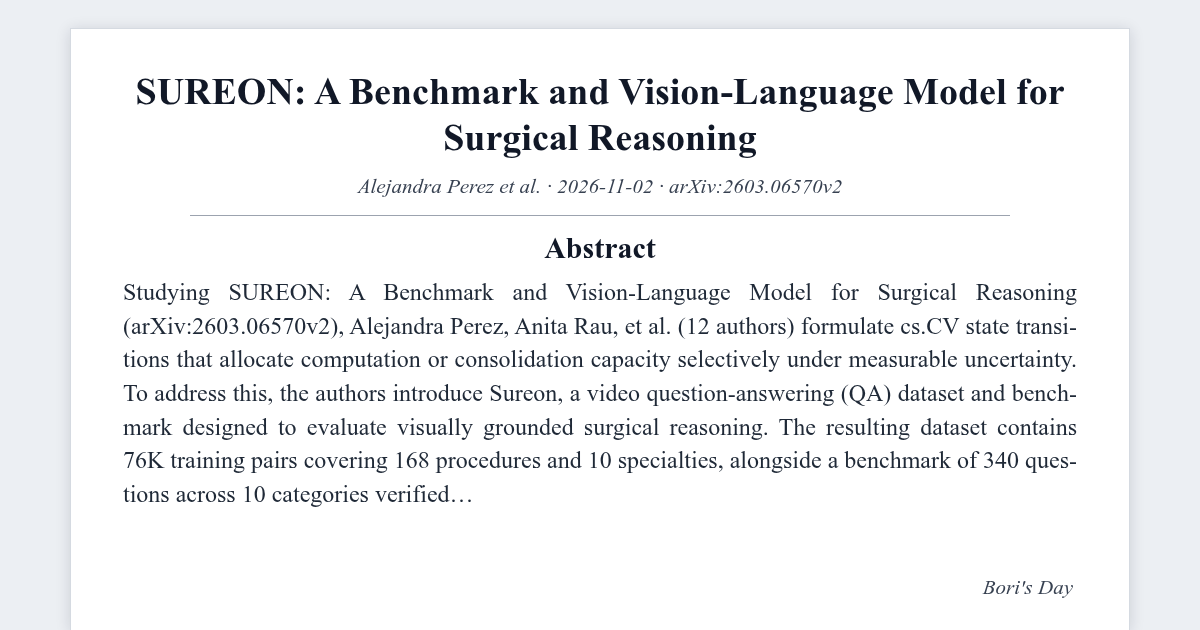 SUREON: A Benchmark and Vision-Language Model for
Surgical Reasoning
Alejandra Perez et al. · 2026-11-02 · arXiv:2603.06570v2
Abstract
Studying SUREON: A Benchmark and Vision-Language Model for Surgical Reasoning
(arXiv:2603.06570v2), Alejandra Perez, Anita Rau, et al. (12 authors) formulate cs.CV state transi-
tions that allocate computation or consolidation capacity selectively under measurable uncertainty.
To address this, the authors introduce Sureon, a video question-answering (QA) dataset and bench-
mark designed to evaluate visually grounded surgical reasoning. The resulting dataset contains
76K training pairs covering 168 procedures and 10 specialties, alongside a benchmark of 340 ques-
tions across 10 categories verified…
Bori's Day